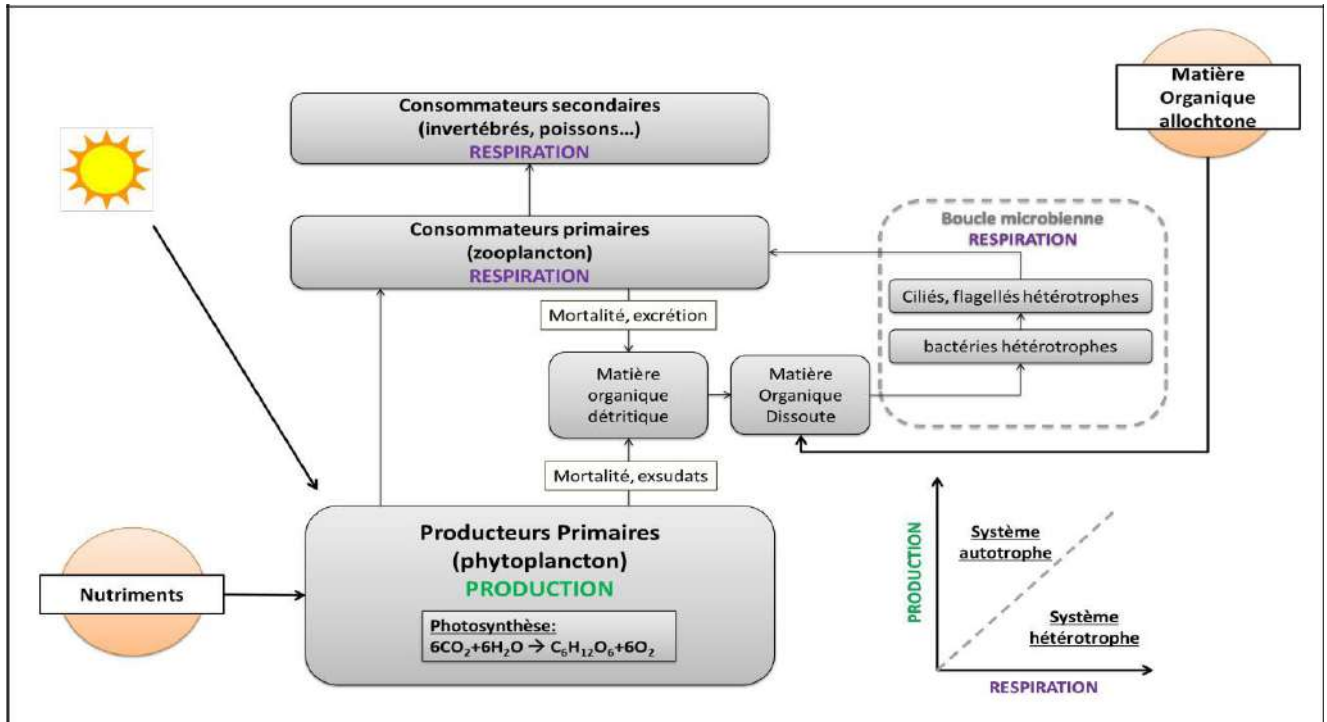 Consommateurs secondaires
(invertébrés, poissons...)
RESPIRATION
Matière
Organique
allochtone
Consommateurs primaires
(zooplancton)
RESPIRATION
Boucle microbienne
RESPIRATION
Ciliés, flagellés hétérotrophes
bactéries hétérotrophes
Mortalité, excrétion
Matière
organique
détritique
Matière
Organique
Dissoute
Mortalité, exsudats
Producteurs Primaires
(phytoplancton)
PRODUCTION
Photosynthèse:
6CO₂+6H₂O → C₆H₁₂O₆+6O₂
Nutriments
PRODUCTION
Système
autotrophe
Système
hétérotrophe
RESPIRATION